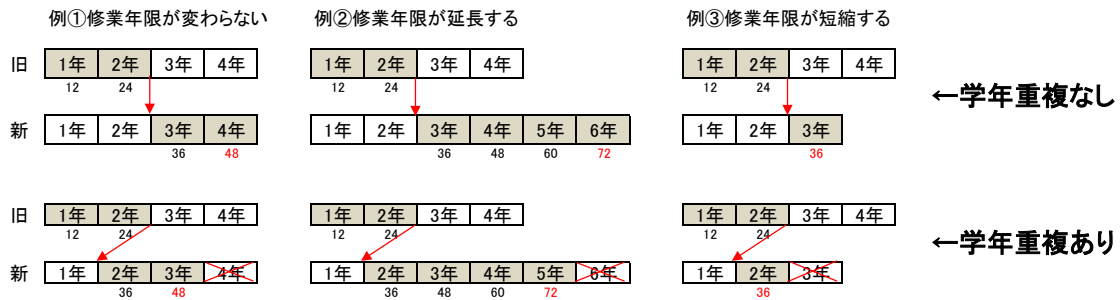 例①修業年限が変わらない 例②修業年限が延長する 例③修業年限が短縮する
旧 1年 2年 3年 4年 1年 2年 3年 4年 1年 2年 3年 4年
12 24 12 24 12 24
←学年重複なし
新 1年 2年 3年 4年 1年 2年 3年 4年 5年 6年 1年 2年 3年
36 48 36 48 60 72 36
旧 1年 2年 3年 4年 1年 2年 3年 4年 1年 2年 3年 4年
12 24 12 24 12 24
←学年重複あり
新 1年 2年 3年 4年 1年 2年 3年 4年 5年 6年 1年 2年 3年
36 48 36 48 60 72 36